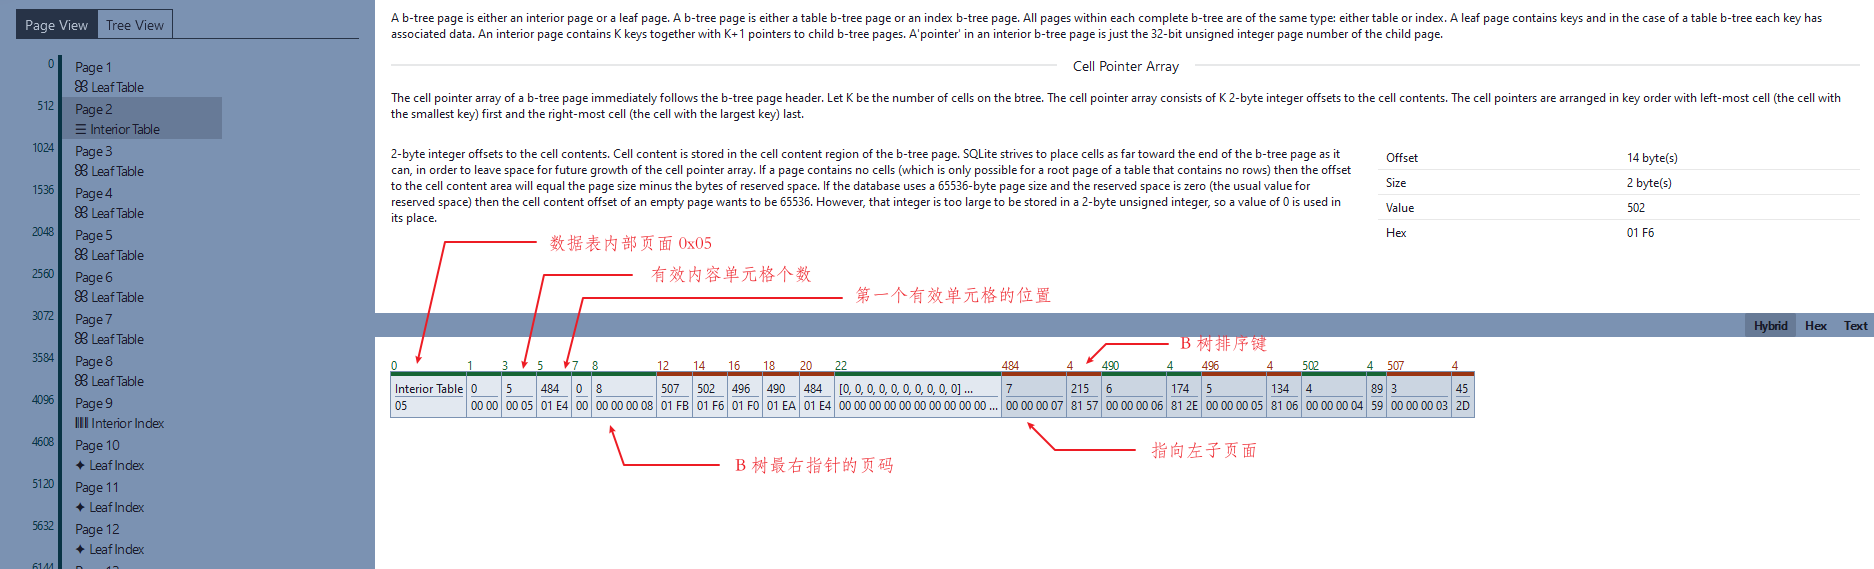 Page View Tree View
0 Page 1
Leaf Table
512 Page 2
Interior Table
1024 Page 3
Leaf Table
1536 Page 4
Leaf Table
2048 Page 5
Leaf Table
2560 Page 6
Leaf Table
3072 Page 7
Leaf Table
3584 Page 8
Leaf Table
4096 Page 9
Interior Index
4608 Page 10
Leaf Index
5120 Page 11
Leaf Index
5632 Page 12
Leaf Index
A b-tree page is either an interior page or a leaf page. A b-tree page is either a table b-tree page or an index b-tree page. All pages within each complete b-tree are of the same type: either table or index. A leaf page contains keys and in the case of a table b-tree each key has
associated data. An interior page contains K keys together with K+1 pointers to child b-tree pages. A'pointer' in an interior b-tree page is just the 32-bit unsigned integer page number of the child page.
Cell Pointer Array
The cell pointer array of a b-tree page immediately follows the b-tree page header. Let K be the number of cells on the btree. The cell pointer array consists of K 2-byte integer offsets to the cell contents. The cell pointers are arranged in key order with left-most cell (the cell with
the smallest key) first and the right-most cell (the cell with the largest key) last.
2-byte integer offsets to the cell contents. Cell content is stored in the cell content region of the b-tree page. SQLite strives to place cells as far toward the end of the b-tree page as it
can, in order to leave space for future growth of the cell pointer array. If a page contains no cells (which is only possible for a root page of a table that contains no rows) then the offset
to the cell content area will equal the page size minus the bytes of reserved space. If the database uses a 65536-byte page size and the reserved space is zero (the usual value for
reserved space) then the cell content offset of an empty page wants to be 65536. However, that integer is too large to be stored in a 2-byte unsigned integer, so a value of 0 is used in
its place.
Offset 14 byte(s)
Size 2 byte(s)
Value 502
Hex 01 F6
数据表内部页面 0x05
有效内容单元格个数
第一个有效单元格的位置
Hybrid Hex Text
B 树排序键
0 1 3 5 7 8 12 14 16 18 20 22 484 4 490 4 496 4 502 4 507 4
Interior Table 0 5 484 0 8 507 502 496 490 484 [0, 0, 0, 0, 0, 0, 0, 0, 0, 0] ... 7 215 6 174 5 134 4 89 3 45
05 00 00 00 05 01 E4 00 00 00 00 08 01 FB 01 F6 01 F0 01 EA 01 E4 00 00 00 00 00 00 00 00 00 00 ... 00 00 00 07 81 57 00 00 00 06 81 2E 00 00 00 05 81 06 00 00 00 04 59 00 00 00 03 2D
指向左子页面
B 树最右指针的页码